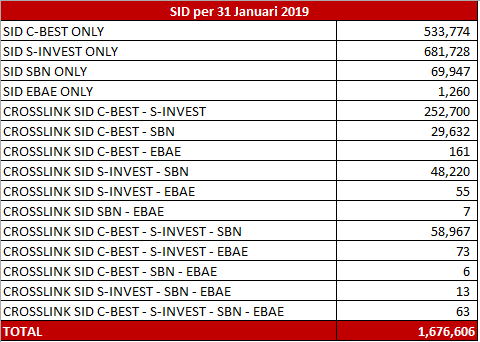 SID per 31 Januari 2019
SID C-BEST ONLY 533,774
SID S-INVEST ONLY 681,728
SID SBN ONLY 69,947
SID EBAE ONLY 1,260
CROSSLINK SID C-BEST - S-INVEST 252,700
CROSSLINK SID C-BEST - SBN 29,632
CROSSLINK SID C-BEST - EBAE 161
CROSSLINK SID S-INVEST - SBN 48,220
CROSSLINK SID S-INVEST - EBAE 55
CROSSLINK SID SBN - EBAE 7
CROSSLINK SID C-BEST - S-INVEST - SBN 58,967
CROSSLINK SID C-BEST - S-INVEST - EBAE 73
CROSSLINK SID C-BEST - SBN - EBAE 6
CROSSLINK SID S-INVEST - SBN - EBAE 13
CROSSLINK SID C-BEST - S-INVEST - SBN - EBAE 63
TOTAL 1,676,606